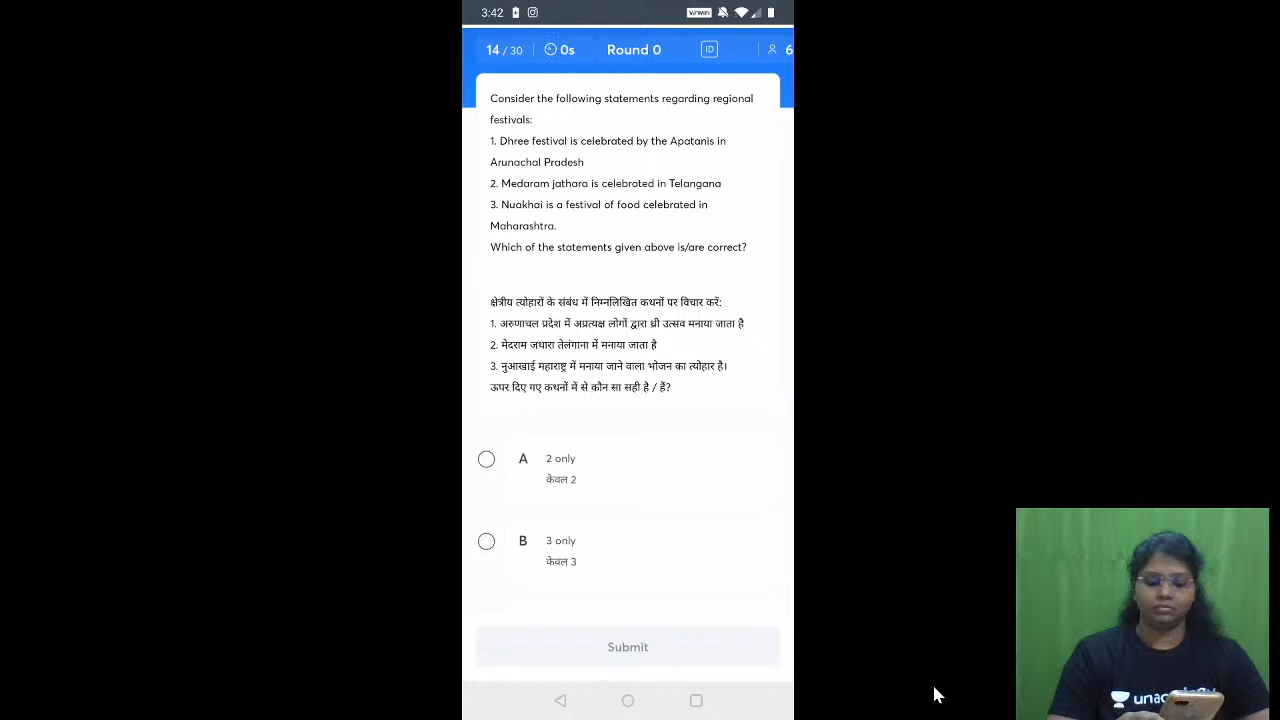 3:42
14 / 30
0s
Round 0
ID
6
Consider the following statements regarding regional
festivals:
1. Dhree festival is celebrated by the Apatanis in
Arunachal Pradesh
2. Medaram jathara is celebrated in Telangana
3. Nuakhai is a festival of food celebrated in
Maharashtra.
Which of the statements given above is/are correct?
क्षेत्रीय त्योहारों के संबंध में निम्नलिखित कथनों पर विचार करें:
1. अरुणाचल प्रदेश में अप्रत्यक्ष लोगों द्वारा ध्री उत्सव मनाया जाता है
2. मेदराम जथारा तेलंगाना में मनाया जाता है
3. नुआखाई महाराष्ट्र में मनाया जाने वाला भोजन का त्योहार है।
ऊपर दिए गए कथनों में से कौन सा सही है / हैं?
A 2 only
केवल 2
B 3 only
केवल 3
Submit